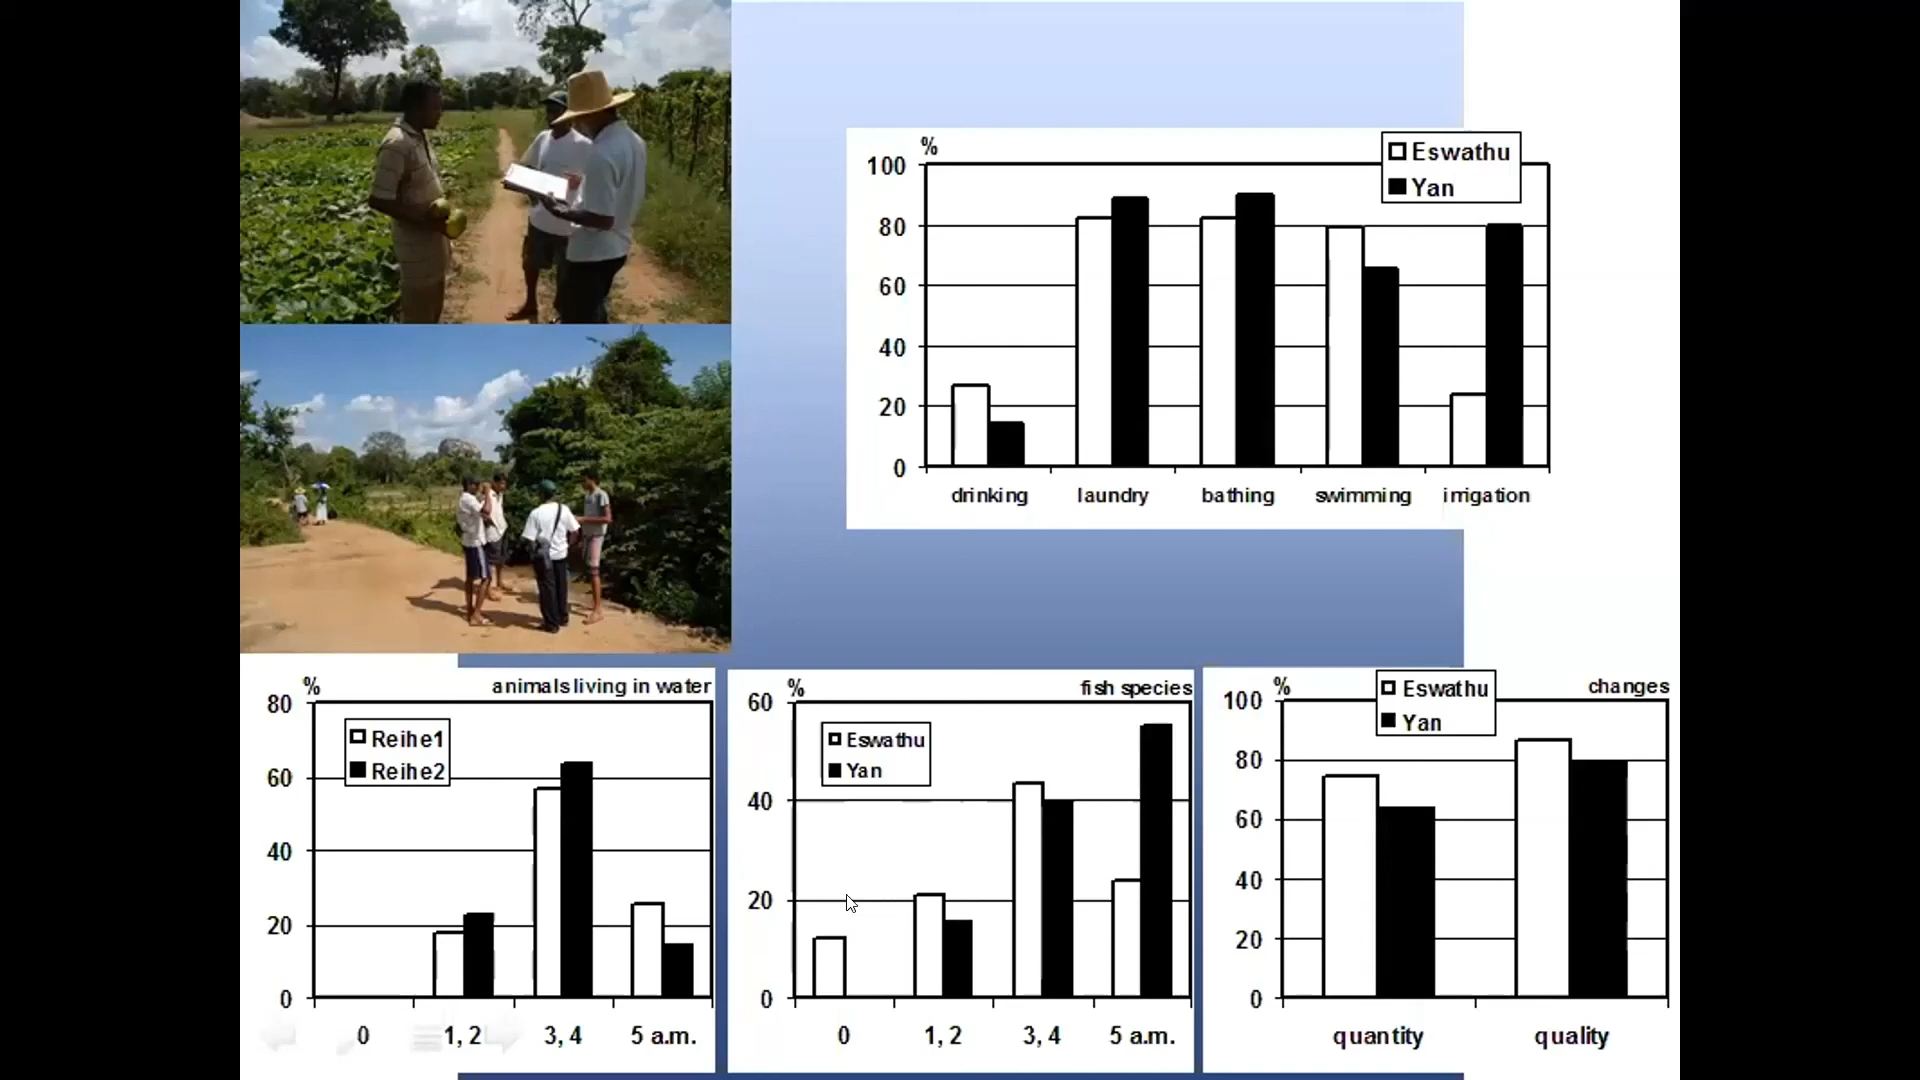 %
Eswathu
Yan
100
80
60
40
20
0
drinking laundry bathing swimming irrigation
% animals living in water
80
Reihe1
Reihe2
60
40
20
0
0 1, 2 3, 4 5 a.m.
% fish species
60
Eswathu
Yan
40
20
0
0 1, 2 3, 4 5 a.m.
% changes
Eswathu
Yan
100
80
60
40
20
0
quantity quality